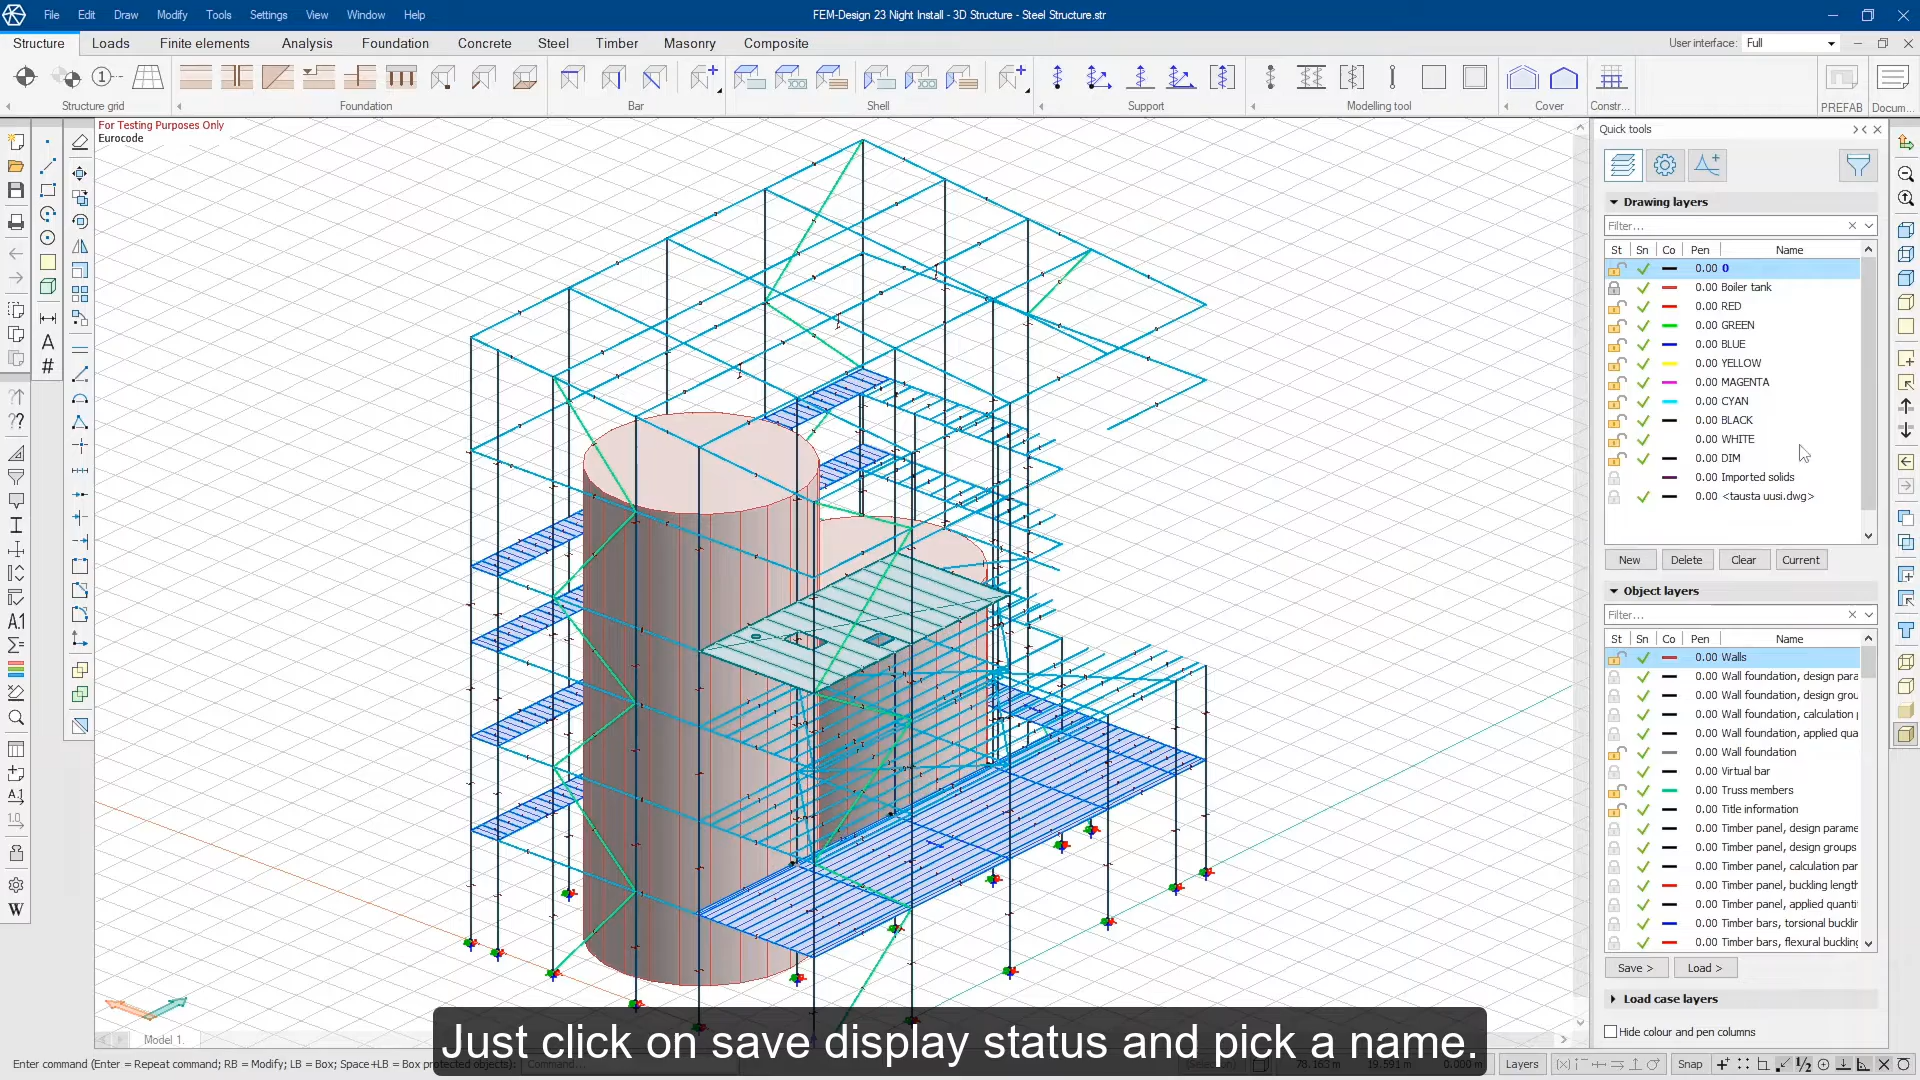 File Edit Draw Modify Tools Settings View Window Help
FEM-Design 23 Night Install - 3D Structure - Steel Structure.str
Structure Loads Finite elements Analysis Foundation Concrete Steel Timber Masonry Composite
User interface: Full
Structure grid Foundation Bar Shell Support Modelling tool Cover Constr... PREFAB Docum...
For Testing Purposes Only
Eurocode
Quick tools
Drawing layers
Filter...
St Sn Co Pen Name
0.00 0
0.00 Boiler tank
0.00 RED
0.00 GREEN
0.00 BLUE
0.00 YELLOW
0.00 MAGENTA
0.00 CYAN
0.00 BLACK
0.00 WHITE
0.00 DIM
0.00 Imported solids
0.00 <tausta uusi.dwg>
New Delete Clear Current
Object layers
Filter...
St Sn Co Pen Name
0.00 Walls
0.00 Wall foundation, design para
0.00 Wall foundation, design grou
0.00 Wall foundation, calculation
0.00 Wall foundation, applied qua
0.00 Wall foundation
0.00 Virtual bar
0.00 Truss members
0.00 Title information
0.00 Timber panel, design parame
0.00 Timber panel, design groups
0.00 Timber panel, calculation par
0.00 Timber panel, buckling length
0.00 Timber panel, applied quanti
0.00 Timber bars, torsional bucklin
0.00 Timber bars, flexural buckling
Save > Load >
Load case layers
Hide colour and pen columns
Model 1.
Just click on save display status and pick a name.
Enter command (Enter = Repeat command; RB = Modify; LB = Box; Space+LB = Box protected objects):
Layers Snap